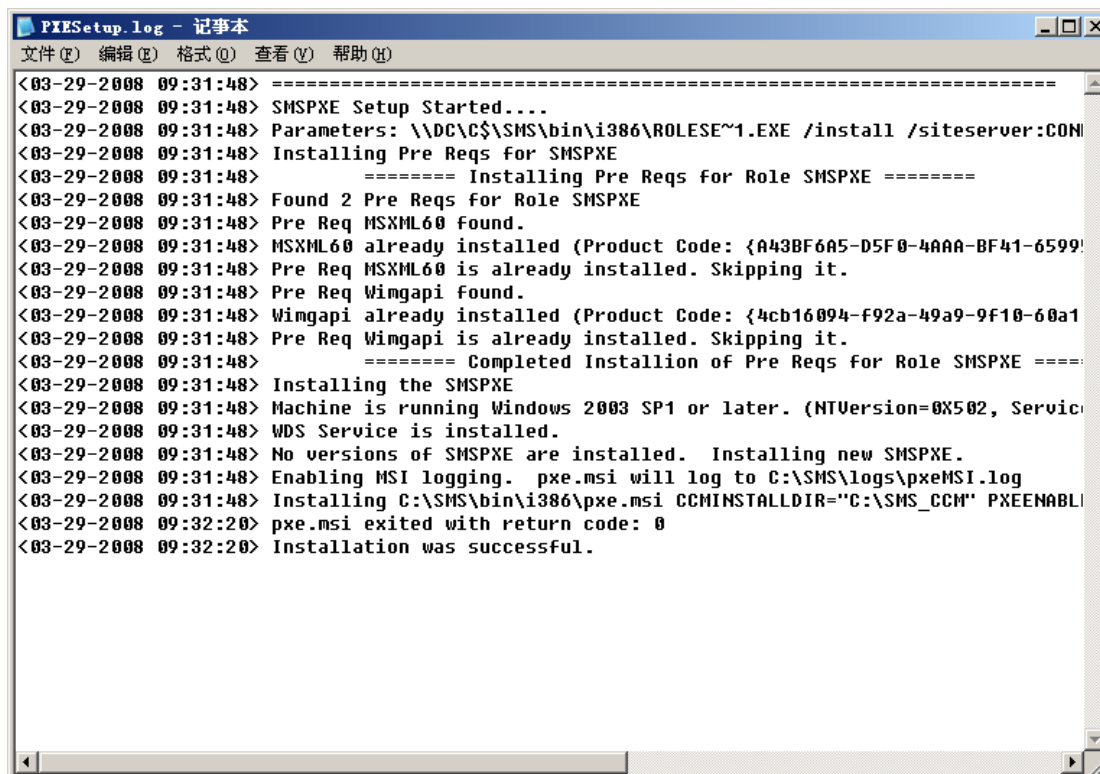 PXESetup.log - 记事本
文件(F) 编辑(E) 格式(O) 查看(V) 帮助(H)
<03-29-2008 09:31:48> ====================================================================
<03-29-2008 09:31:48> SMSPXE Setup Started....
<03-29-2008 09:31:48> Parameters: \\DC\C$\SMS\bin\i386\ROLESE~1.EXE /install /siteserver:CON
<03-29-2008 09:31:48> Installing Pre Reqs for SMSPXE
<03-29-2008 09:31:48>         ======== Installing Pre Reqs for Role SMSPXE ========
<03-29-2008 09:31:48> Found 2 Pre Reqs for Role SMSPXE
<03-29-2008 09:31:48> Pre Req MSXML60 found.
<03-29-2008 09:31:48> MSXML60 already installed (Product Code: {A43BF6A5-D5F0-4AAA-BF41-6599
<03-29-2008 09:31:48> Pre Req MSXML60 is already installed. Skipping it.
<03-29-2008 09:31:48> Pre Req Wimgapi found.
<03-29-2008 09:31:48> Wimgapi already installed (Product Code: {4cb16094-f92a-49a9-9f10-60a1
<03-29-2008 09:31:48> Pre Req Wimgapi is already installed. Skipping it.
<03-29-2008 09:31:48>         ======== Completed Installion of Pre Reqs for Role SMSPXE ====
<03-29-2008 09:31:48> Installing the SMSPXE
<03-29-2008 09:31:48> Machine is running Windows 2003 SP1 or later. (NTVersion=0X502, Servic
<03-29-2008 09:31:48> WDS Service is installed.
<03-29-2008 09:31:48> No versions of SMSPXE are installed.  Installing new SMSPXE.
<03-29-2008 09:31:48> Enabling MSI logging.  pxe.msi will log to C:\SMS\logs\pxeMSI.log
<03-29-2008 09:31:48> Installing C:\SMS\bin\i386\pxe.msi CCMINSTALLDIR="C:\SMS_CCM" PXEENABL
<03-29-2008 09:32:20> pxe.msi exited with return code: 0
<03-29-2008 09:32:20> Installation was successful.